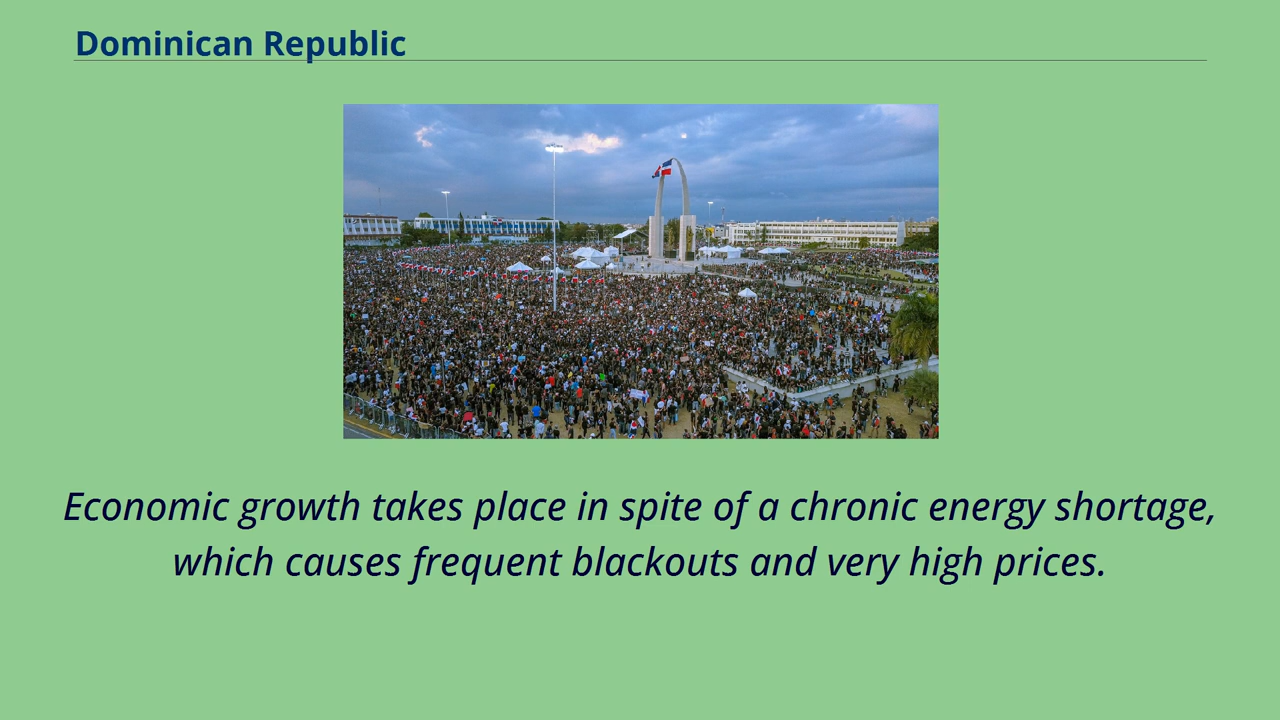 Dominican Republic
Economic growth takes place in spite of a chronic energy shortage,
which causes frequent blackouts and very high prices.